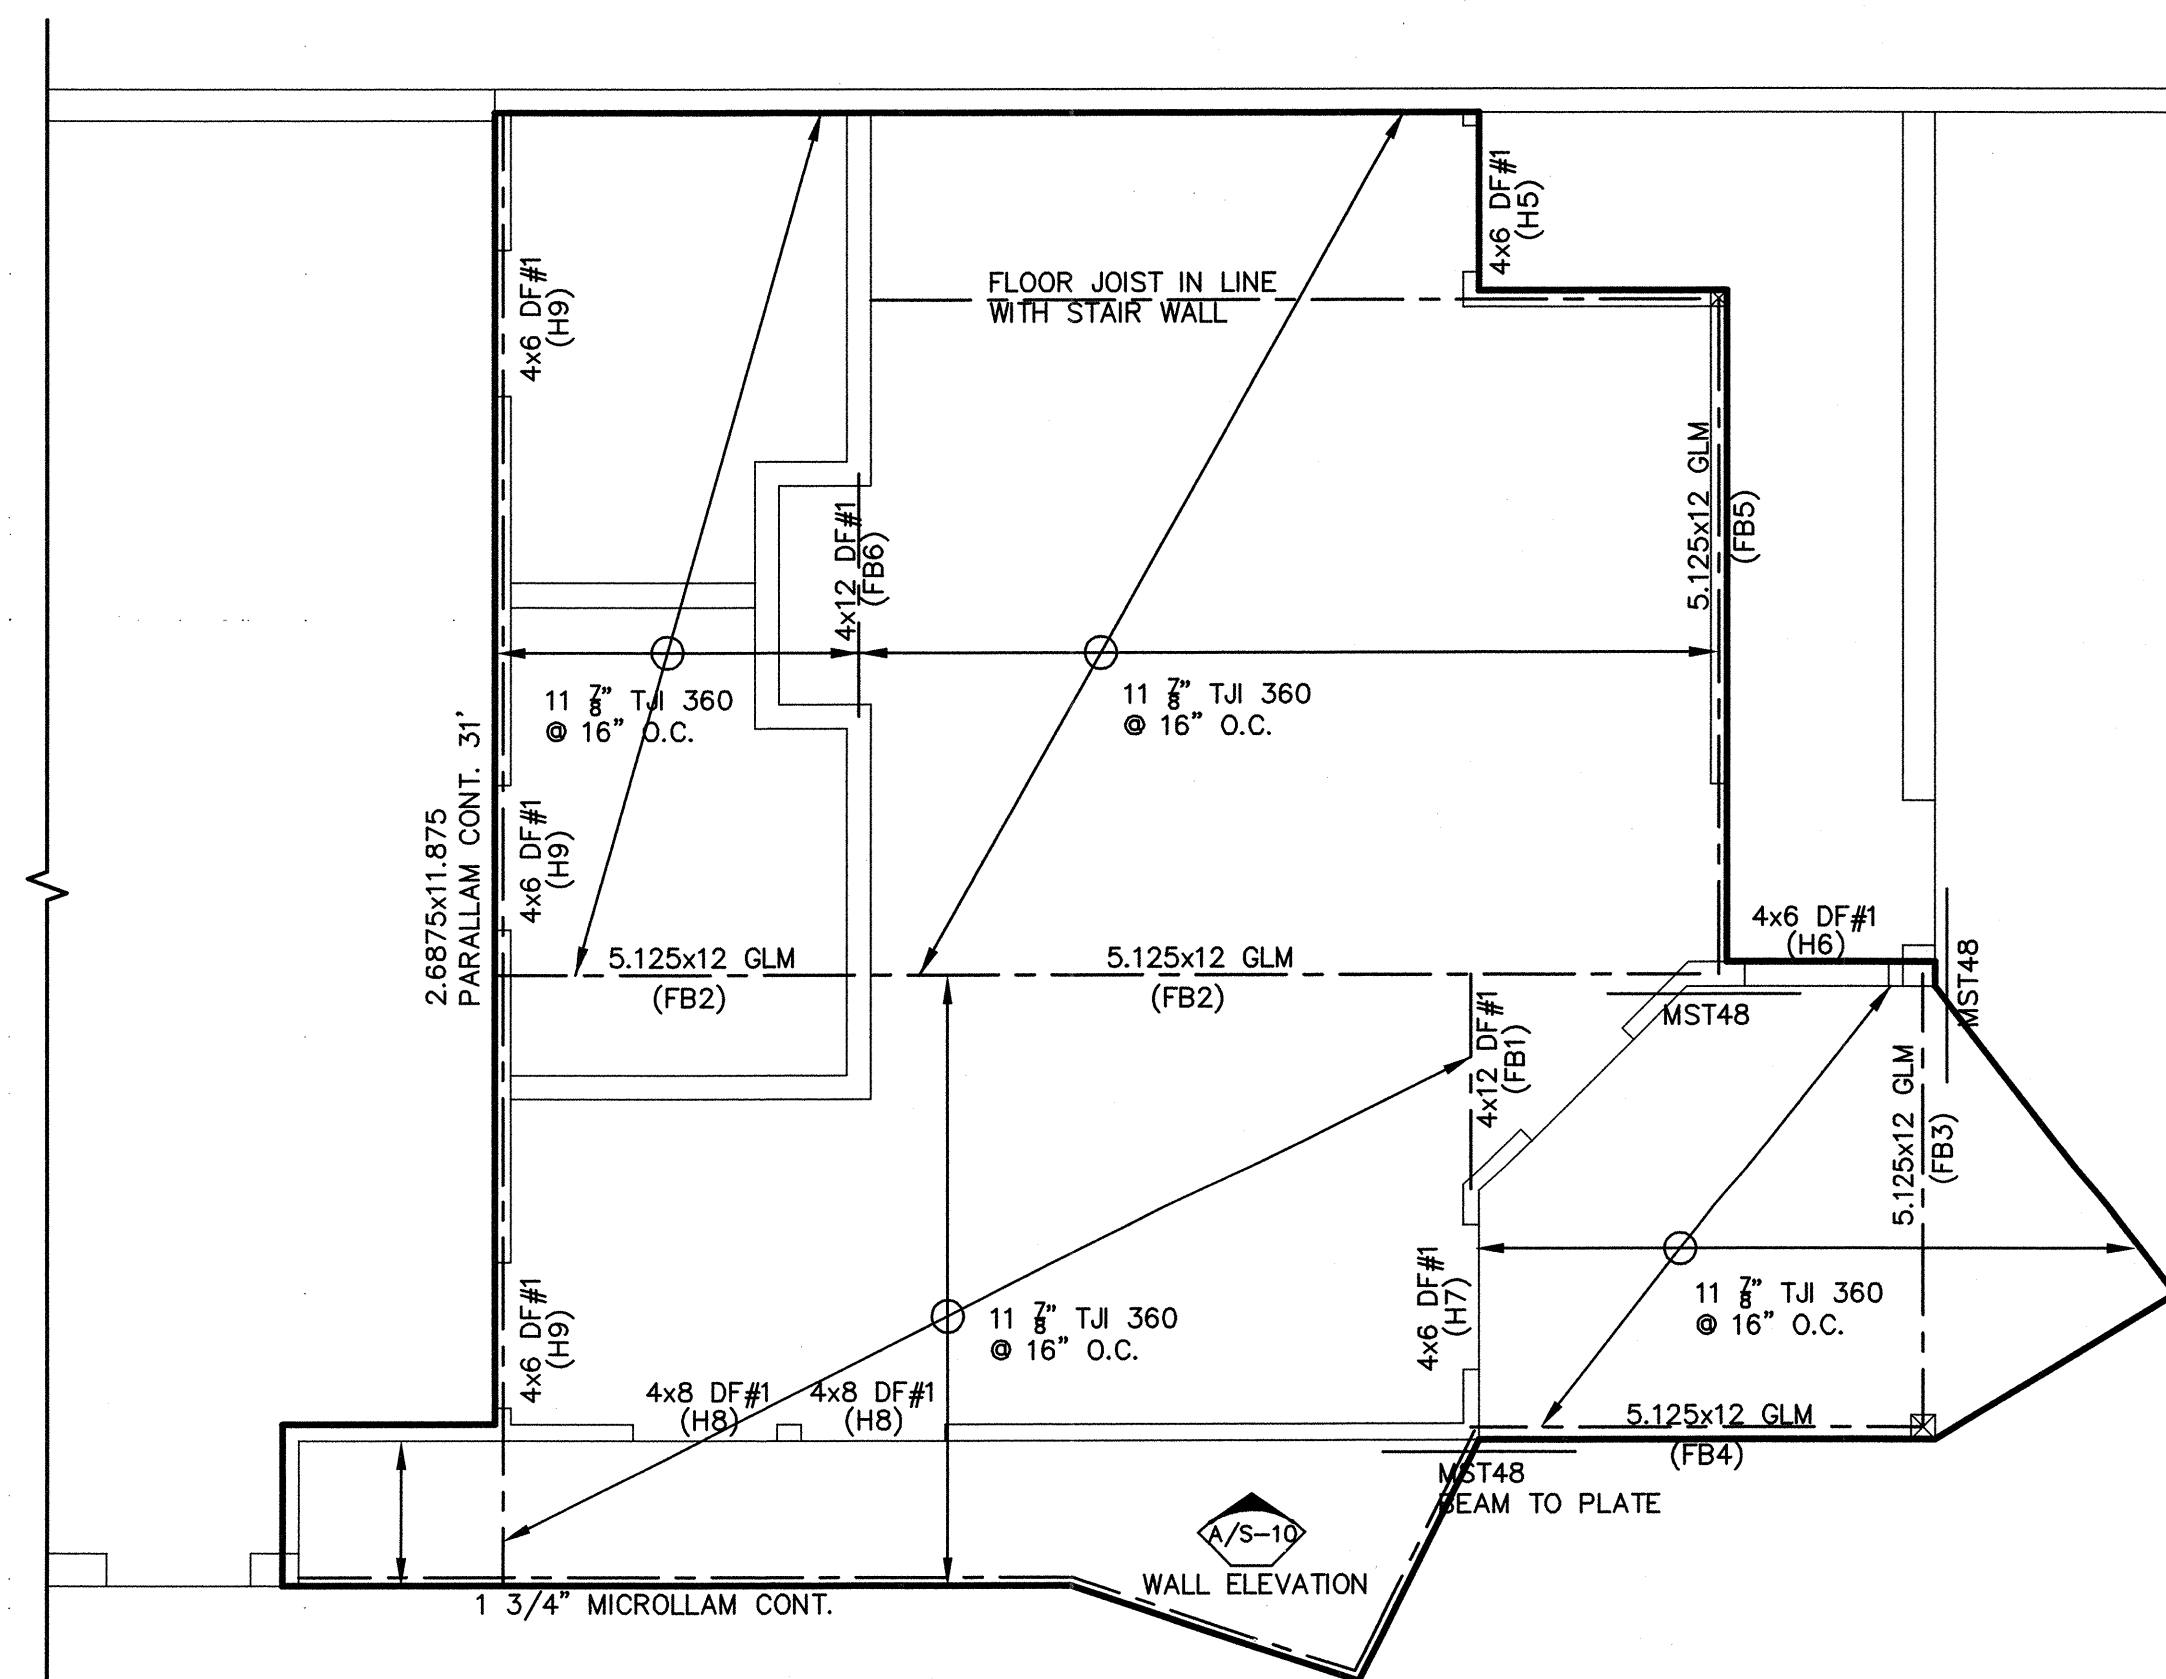 4x6 DF#1
(H5)
FLOOR JOIST IN LINE
WITH STAIR WALL
4x6 DF#1
(H9)
5.125x12 GLM
(FB5)
4x12 DF#1
(FB6)
11 7/8" TJI 360
@ 16" O.C.
11 7/8" TJI 360
@ 16" O.C.
2.6875x11.875
PARALLAM CONT. 31'
4x6 DF#1
(H9)
5.125x12 GLM
(FB2)
5.125x12 GLM
(FB2)
4x6 DF#1
(H6)
MST48
MST48
4x12 DF#1
(FB1)
5.125x12 GLM
(FB3)
4x6 DF#1
(H9)
11 7/8" TJI 360
@ 16" O.C.
4x6 DF#1
(H7)
11 7/8" TJI 360
@ 16" O.C.
4x8 DF#1
(H8)
4x8 DF#1
(H8)
5.125x12 GLM
(FB4)
MST48
BEAM TO PLATE
A/S-10
WALL ELEVATION
1 3/4" MICROLLAM CONT.